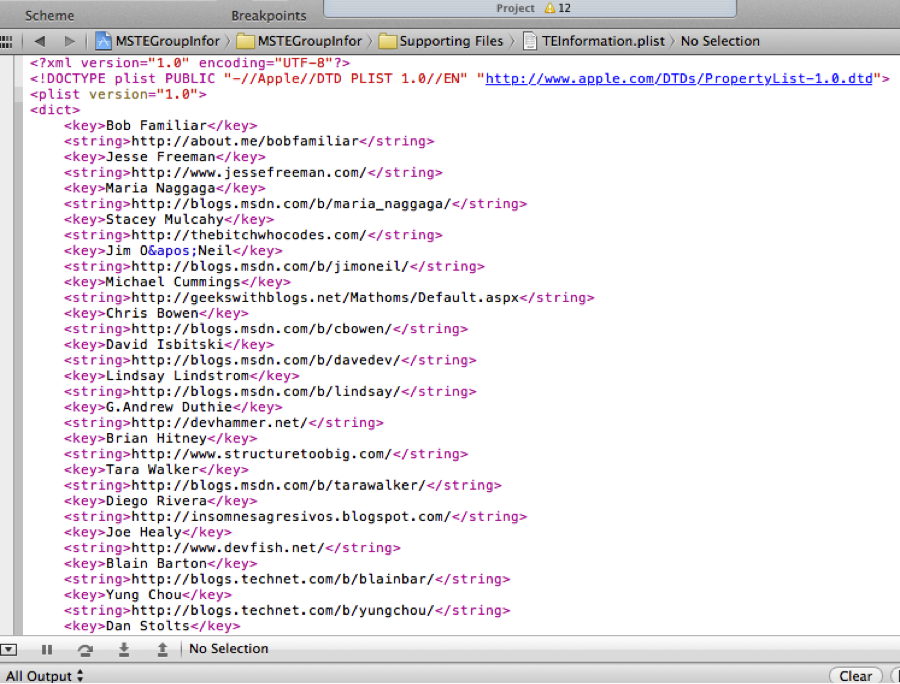 Scheme
Breakpoints
Project 12
MSTEGroupInfor MSTEGroupInfor Supporting Files TEInformation.plist No Selection
<?xml version="1.0" encoding="UTF-8"?>
<!DOCTYPE plist PUBLIC "-//Apple//DTD PLIST 1.0//EN" "http://www.apple.com/DTDs/PropertyList-1.0.dtd">
<plist version="1.0">
<dict>
<key>Bob Familiar</key>
<string>http://about.me/bobfamiliar</string>
<key>Jesse Freeman</key>
<string>http://www.jessefreeman.com/</string>
<key>Maria Naggaga</key>
<string>http://blogs.msdn.com/b/maria_naggaga/</string>
<key>Stacey Mulcahy</key>
<string>http://thebitchwhocodes.com/</string>
<key>Jim O&apos;Neil</key>
<string>http://blogs.msdn.com/b/jimoneil/</string>
<key>Michael Cummings</key>
<string>http://geekswithblogs.net/Mathoms/Default.aspx</string>
<key>Chris Bowen</key>
<string>http://blogs.msdn.com/b/cbowen/</string>
<key>David Isbitski</key>
<string>http://blogs.msdn.com/b/davedev/</string>
<key>Lindsay Lindstrom</key>
<string>http://blogs.msdn.com/b/lindsay/</string>
<key>G.Andrew Duthie</key>
<string>http://devhammer.net/</string>
<key>Brian Hitney</key>
<string>http://www.structuretoobig.com/</string>
<key>Tara Walker</key>
<string>http://blogs.msdn.com/b/tarawalker/</string>
<key>Diego Rivera</key>
<string>http://insomnesagresivos.blogspot.com/</string>
<key>Joe Healy</key>
<string>http://www.devfish.net/</string>
<key>Blain Barton</key>
<string>http://blogs.technet.com/b/blainbar/</string>
<key>Yung Chou</key>
<string>http://blogs.technet.com/b/yungchou/</string>
<key>Dan Stolts</key>
No Selection
All Output
Clear